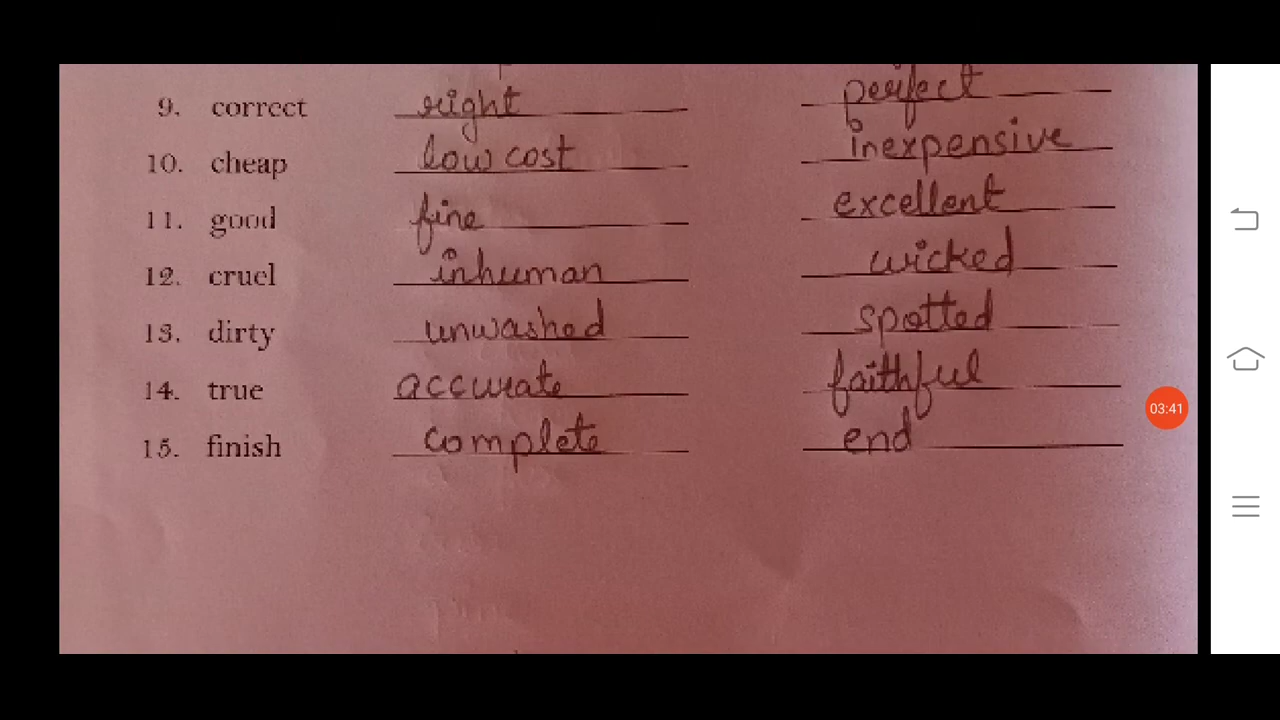 9. correct right perfect
10. cheap low cost inexpensive
11. good fine excellent
12. cruel inhuman wicked
13. dirty unwashed spotted
14. true accurate faithful
15. finish complete end
03:41